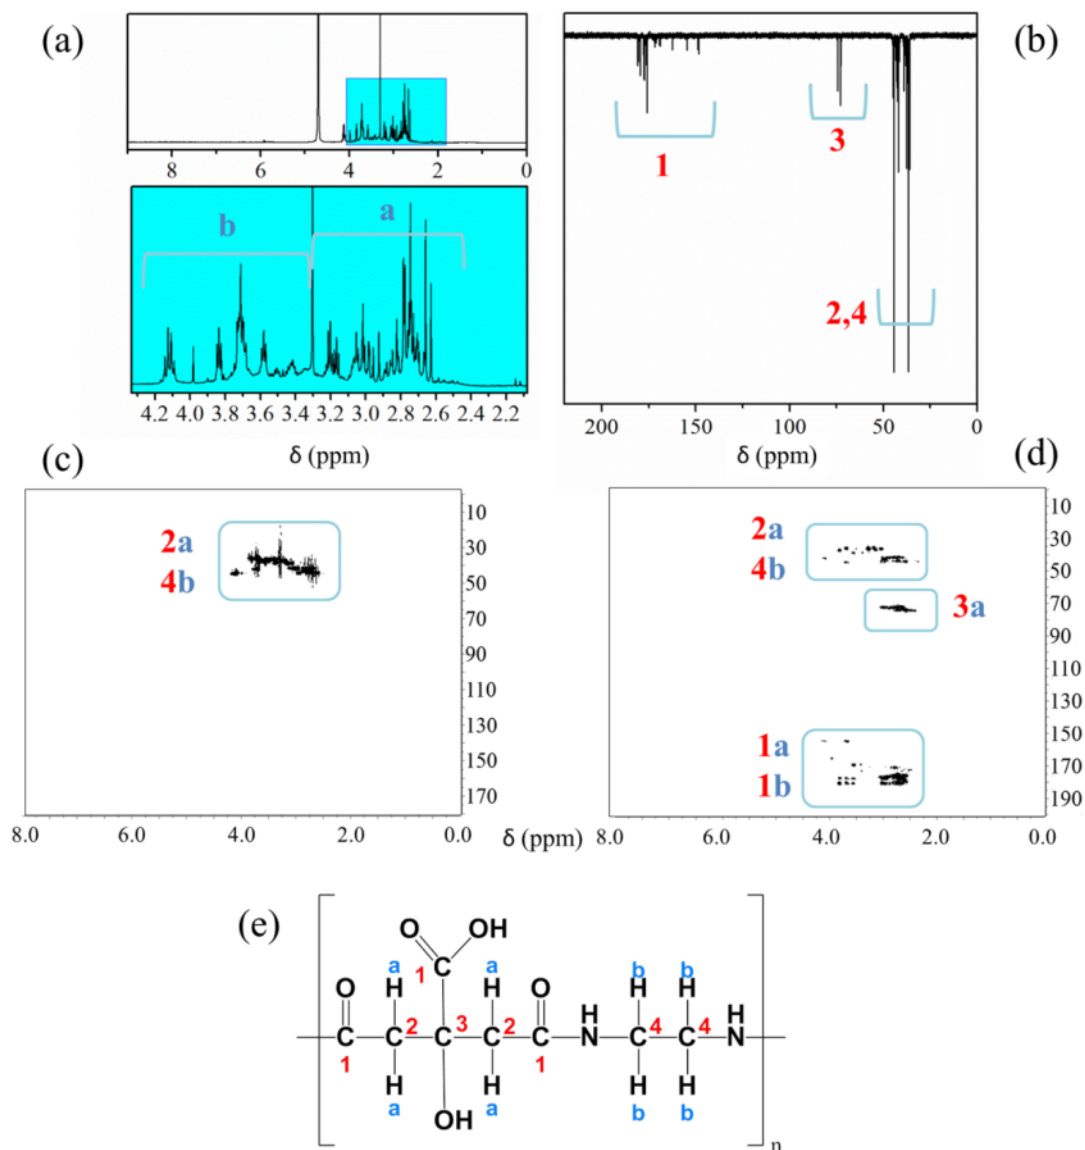 (a)
8 6 4 2 0
b a
4.2 4.0 3.8 3.6 3.4 3.2 3.0 2.8 2.6 2.4 2.2
δ (ppm)
(b)
1
3
2,4
200 150 100 50 0
δ (ppm)
(c)
2a
4b
10
30
50
70
90
110
130
150
170
8.0 6.0 4.0 2.0 0.0
δ (ppm)
(d)
2a
4b
3a
1a
1b
10
30
50
70
90
110
130
150
170
190
8.0 6.0 4.0 2.0 0.0
(e)
O OH
a 1 C a b b
O H H O H H H H
C C 2 C 3 C 2 C N C 4 C 4 N
1 H H 1 H H
a OH a b b
n